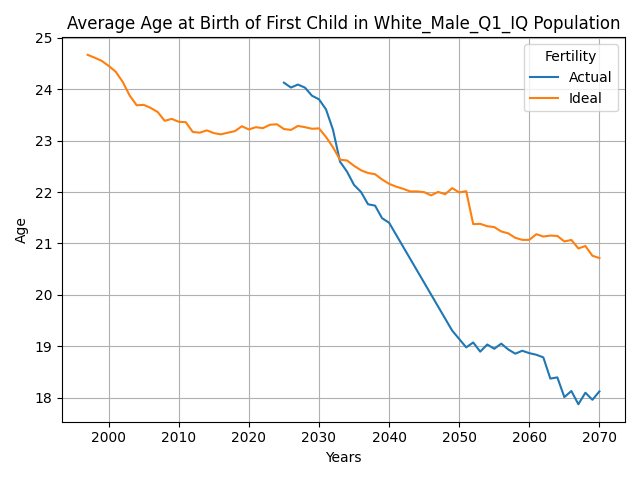 Average Age at Birth of First Child in White_Male_Q1_IQ Population
Fertility
Actual
Ideal
Age
25
24
23
22
21
20
19
18
2000 2010 2020 2030 2040 2050 2060 2070
Years